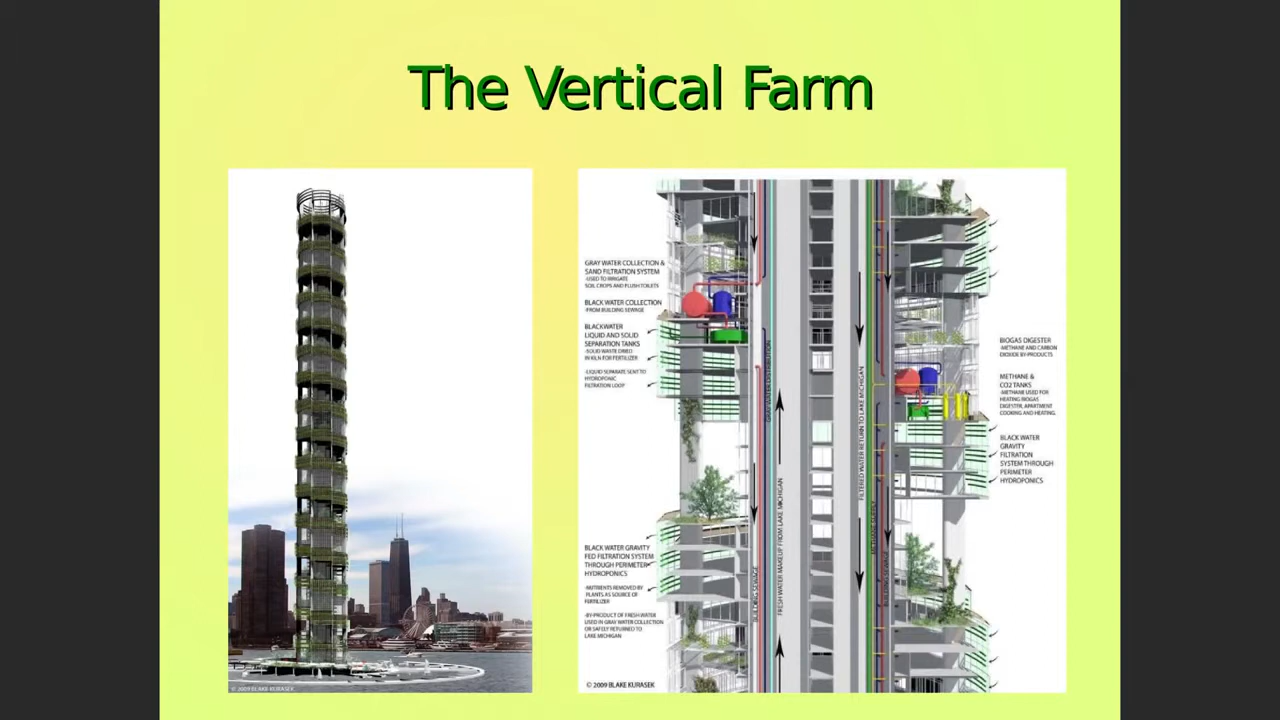 The Vertical Farm
© 2009 BLAKE KURASEK
GRAY WATER COLLECTION &
SAND FILTRATION SYSTEM
-USED TO IRRIGATE
SOIL CROPS AND FLUSH TOILETS
BLACK WATER COLLECTION
-FROM BUILDING SEWAGE
BLACKWATER
LIQUID AND SOLID
SEPARATION TANKS
-SOLID WASTE DRIED
IN KILN FOR FERTILIZER
-LIQUID SEPARATE SENT TO
HYDROPONIC
FILTRATION LOOP
BLACK WATER GRAVITY
FED FILTRATION SYSTEM
THROUGH PERIMETER
HYDROPONICS
-NUTRIENTS REMOVED BY
PLANTS AS SOURCE OF
FERTILIZER
-BY-PRODUCT OF FRESH WATER
USED IN GRAY WATER COLLECTION
OR SAFELY RETURNED TO
LAKE MICHIGAN
© 2009 BLAKE KURASEK
BUILDING SEWAGE
GRAY WATER DISTRIBUTION
FRESH WATER MAKEUP FROM LAKE MICHIGAN
FILTERED WATER RETURN TO LAKE MICHIGAN
BIOGAS DIGESTER
-METHANE AND CARBON
DIOXIDE BY-PRODUCTS
METHANE &
CO2 TANKS
-METHANE USED FOR
HEATING BIOGAS
DIGESTER, APARTMENT
COOKING AND HEATING.
BLACK WATER
GRAVITY
FILTRATION
SYSTEM THROUGH
PERIMETER
HYDROPONICS